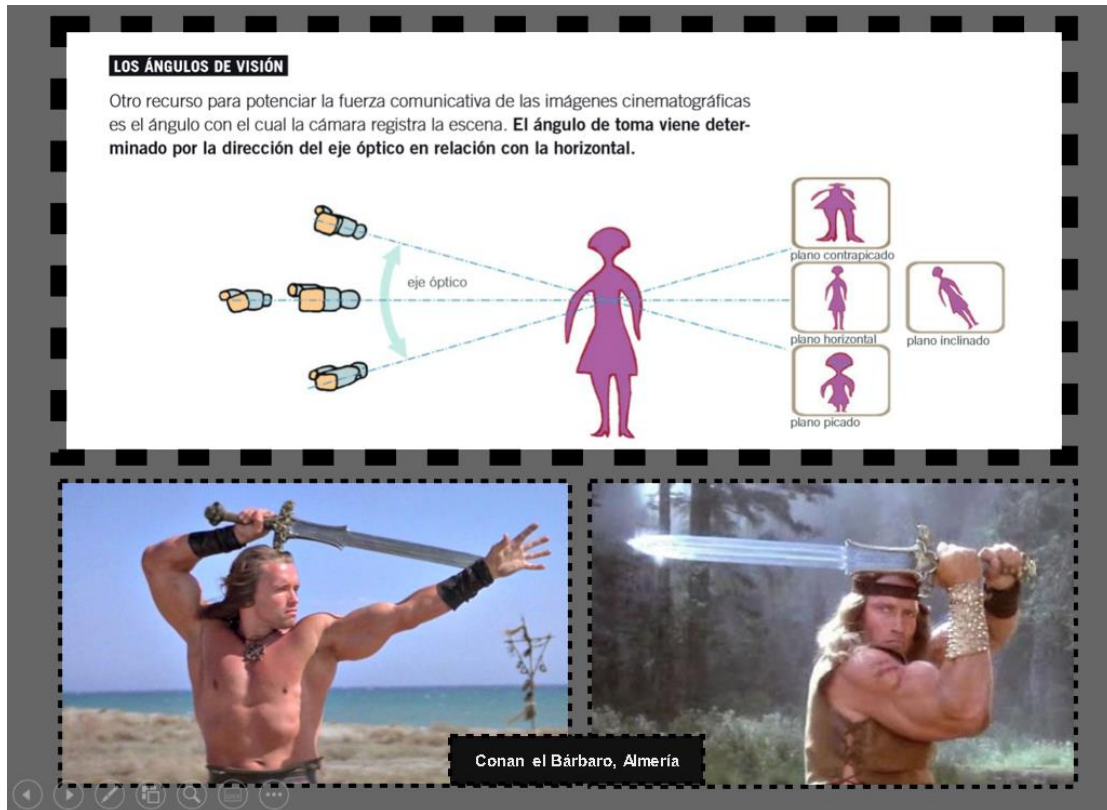 LOS ÁNGULOS DE VISIÓN
Otro recurso para potenciar la fuerza comunicativa de las imágenes cinematográficas
es el ángulo con el cual la cámara registra la escena. El ángulo de toma viene deter-
minado por la dirección del eje óptico en relación con la horizontal.
eje óptico
plano contrapicado
plano horizontal
plano inclinado
plano picado
Conan el Bárbaro, Almería